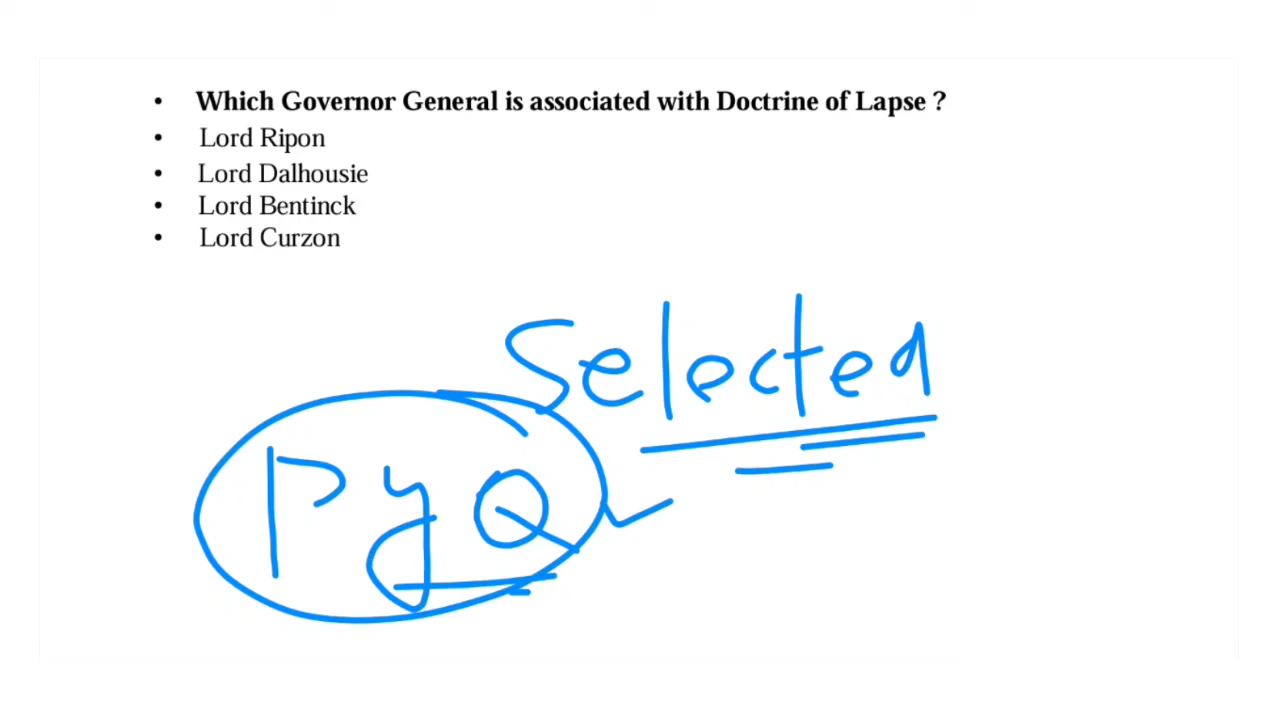 • Which Governor General is associated with Doctrine of Lapse ?
• Lord Ripon
• Lord Dalhousie
• Lord Bentinck
• Lord Curzon
Selected
PyQ